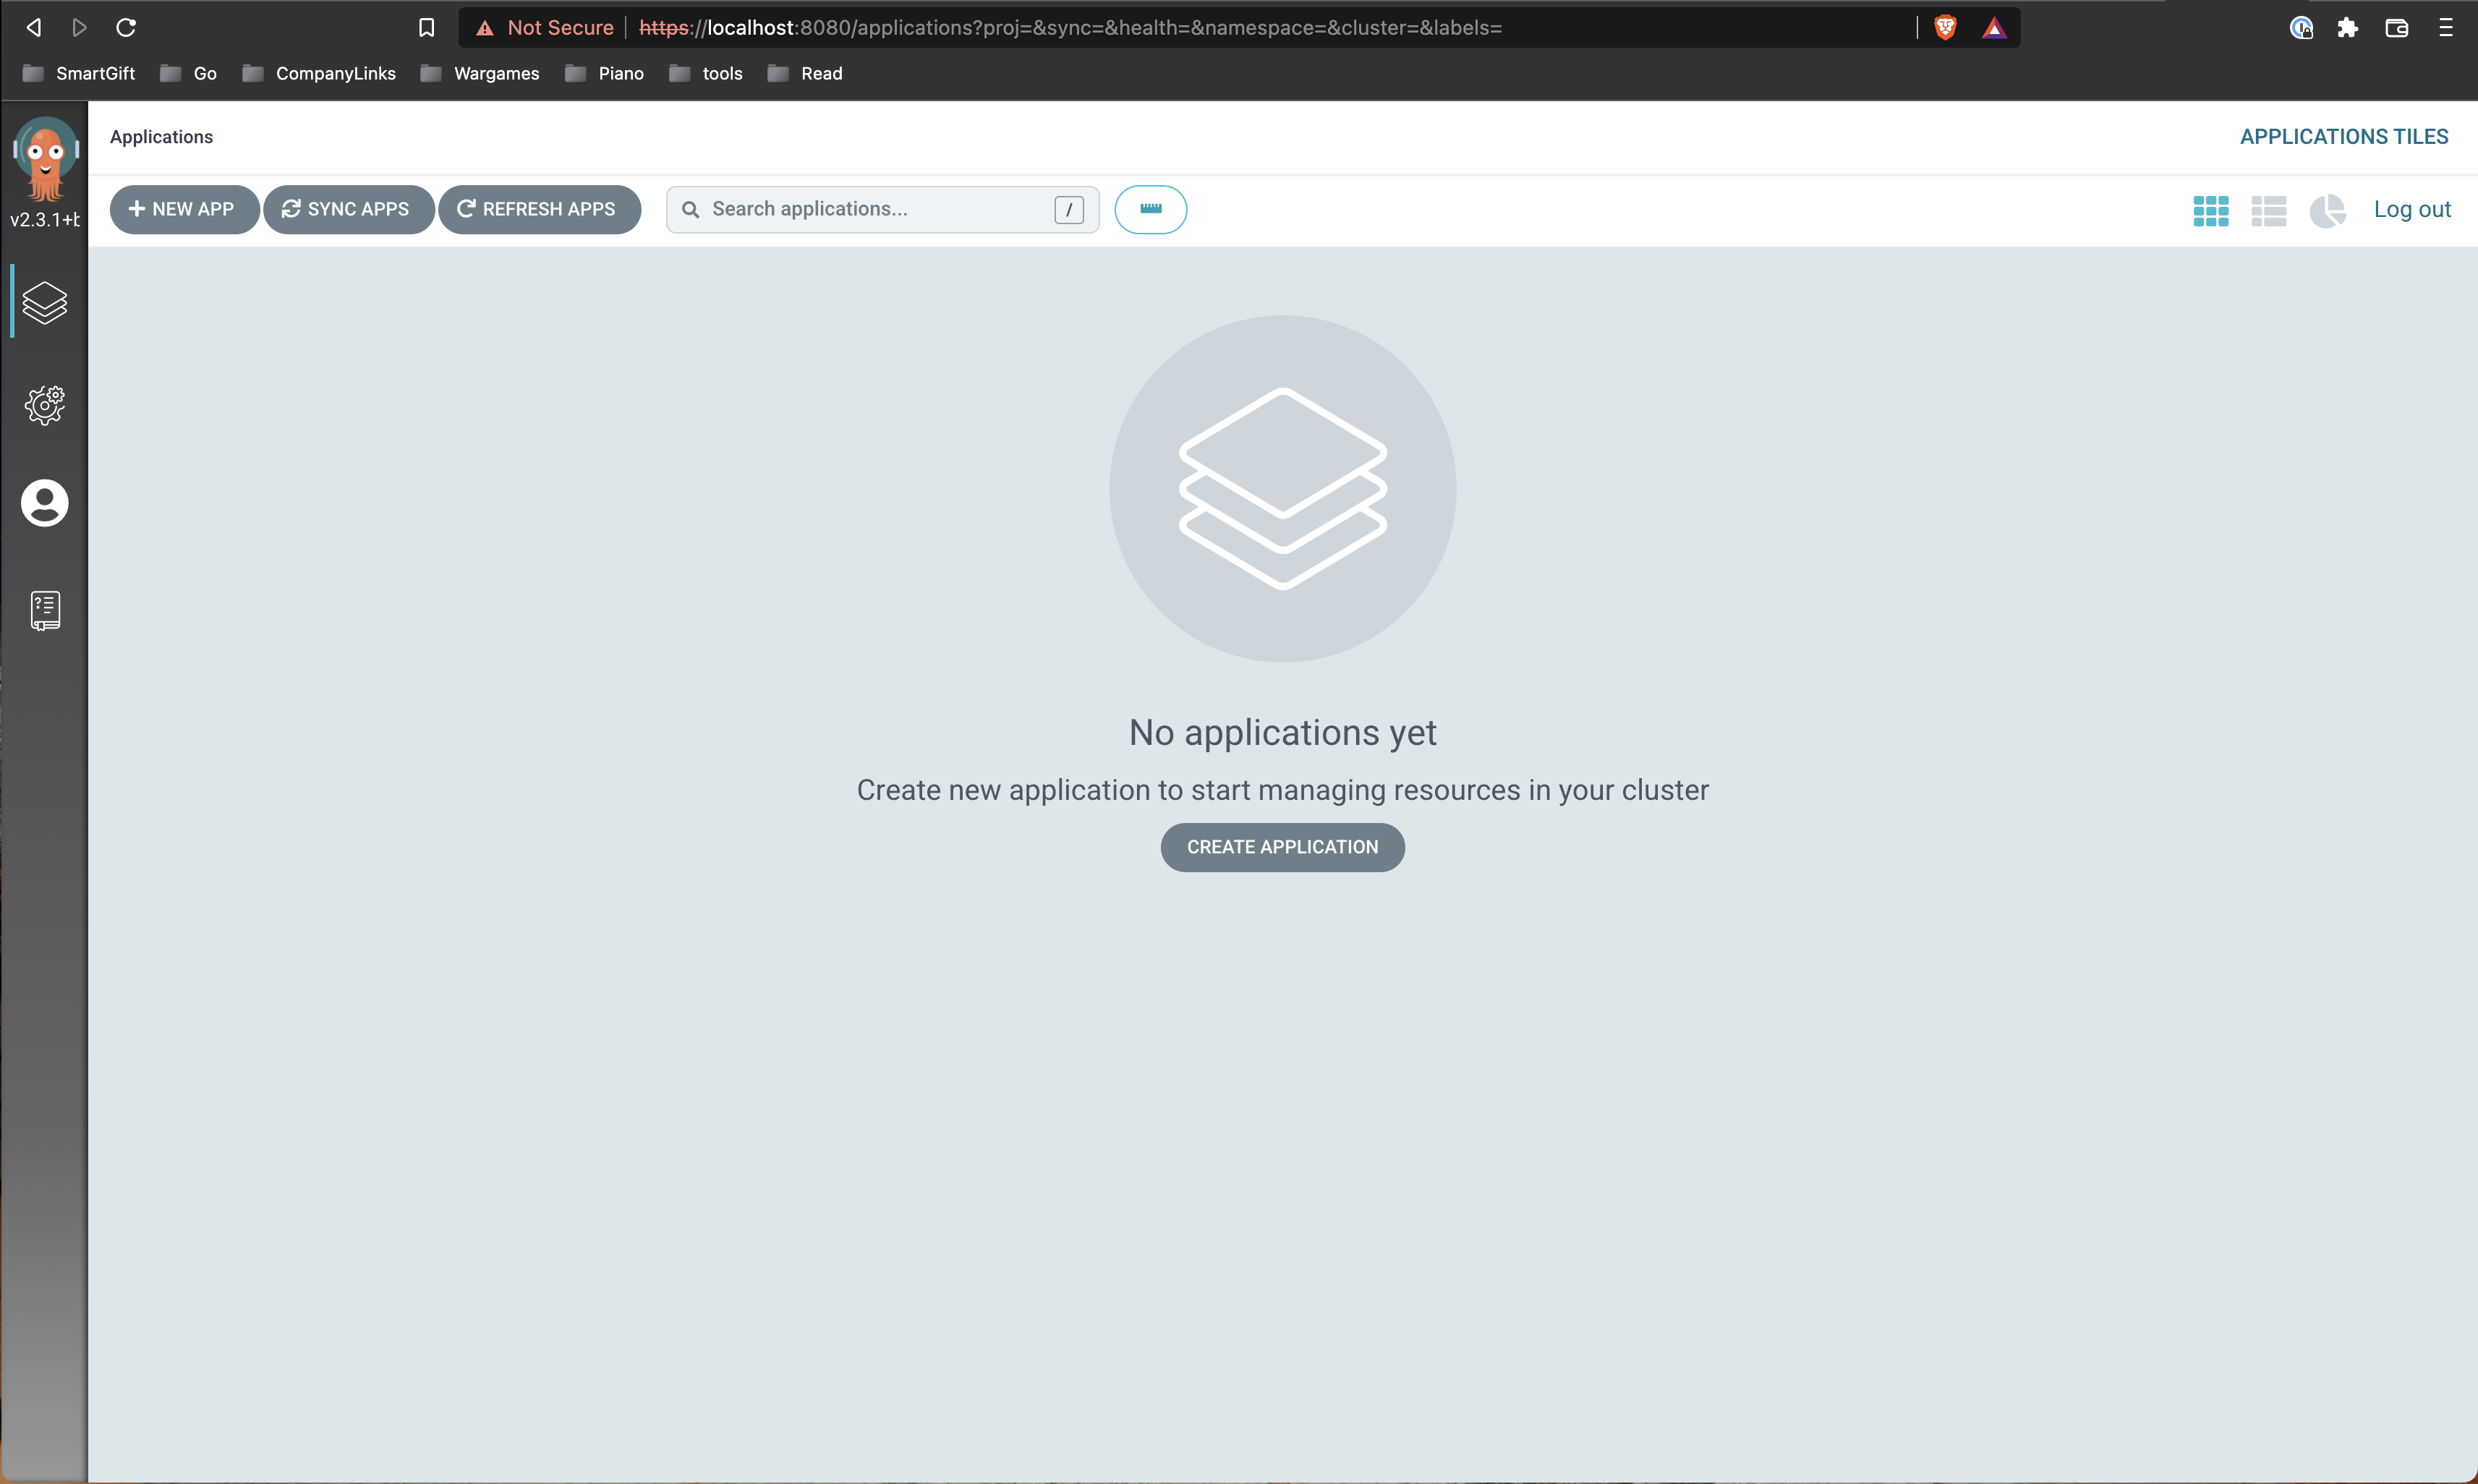 Not Secure https://localhost:8080/applications?proj=&sync=&health=&namespace=&cluster=&labels=
SmartGift Go CompanyLinks Wargames Piano tools Read
Applications APPLICATIONS TILES
NEW APP SYNC APPS REFRESH APPS Search applications... / Log out
v2.3.1+b
No applications yet
Create new application to start managing resources in your cluster
CREATE APPLICATION